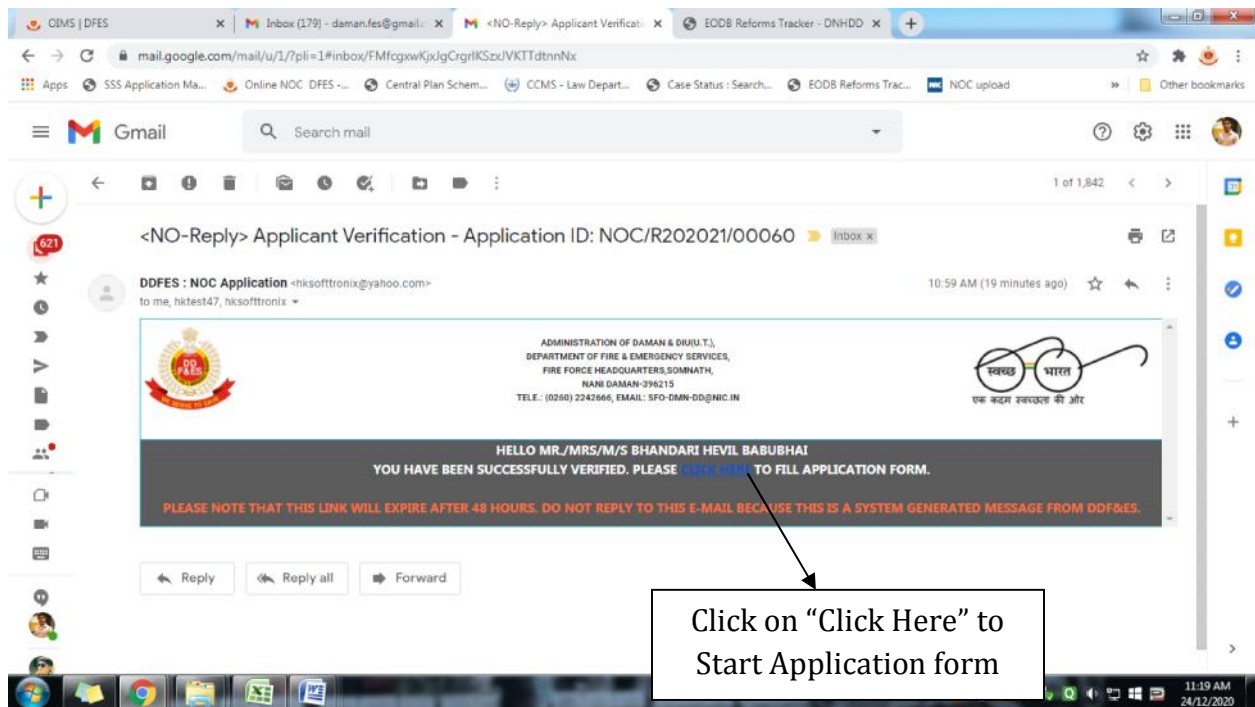 OIMS | DFES
Inbox (179) - daman.fes@gmail.c
<NO-Reply> Applicant Verificati
EODB Reforms Tracker - DNHDD
mail.google.com/mail/u/1/?pli=1#inbox/FMfcgxwKjxJgCrgrlKSzxJVKTTdtnnNx
Apps
SSS Application Ma...
Online NOC DFES -...
Central Plan Schem...
CCMS - Law Depart...
Case Status : Search...
EODB Reforms Trac...
NOC upload
Other bookmarks
Gmail
Search mail
1 of 1,842
621
<NO-Reply> Applicant Verification - Application ID: NOC/R202021/00060
Inbox x
DDFES : NOC Application <hksofttronix@yahoo.com>
10:59 AM (19 minutes ago)
to me, hktest47, hksofttronix
DD
F&ES
WE SERVE TO SAVE
ADMINISTRATION OF DAMAN & DIU(U.T.),
DEPARTMENT OF FIRE & EMERGENCY SERVICES,
FIRE FORCE HEADQUARTERS,SOMNATH,
NANI DAMAN-396215
TELE.: (0260) 2242666, EMAIL: SFO-DMN-DD@NIC.IN
स्वच्छ भारत
एक कदम स्वच्छता की ओर
HELLO MR./MRS/M/S BHANDARI HEVIL BABUBHAI
YOU HAVE BEEN SUCCESSFULLY VERIFIED. PLEASE CLICK HERE TO FILL APPLICATION FORM.
PLEASE NOTE THAT THIS LINK WILL EXPIRE AFTER 48 HOURS. DO NOT REPLY TO THIS E-MAIL BECAUSE THIS IS A SYSTEM GENERATED MESSAGE FROM DDF&ES.
Reply
Reply all
Forward
Click on “Click Here” to
Start Application form
11:19 AM
24/12/2020